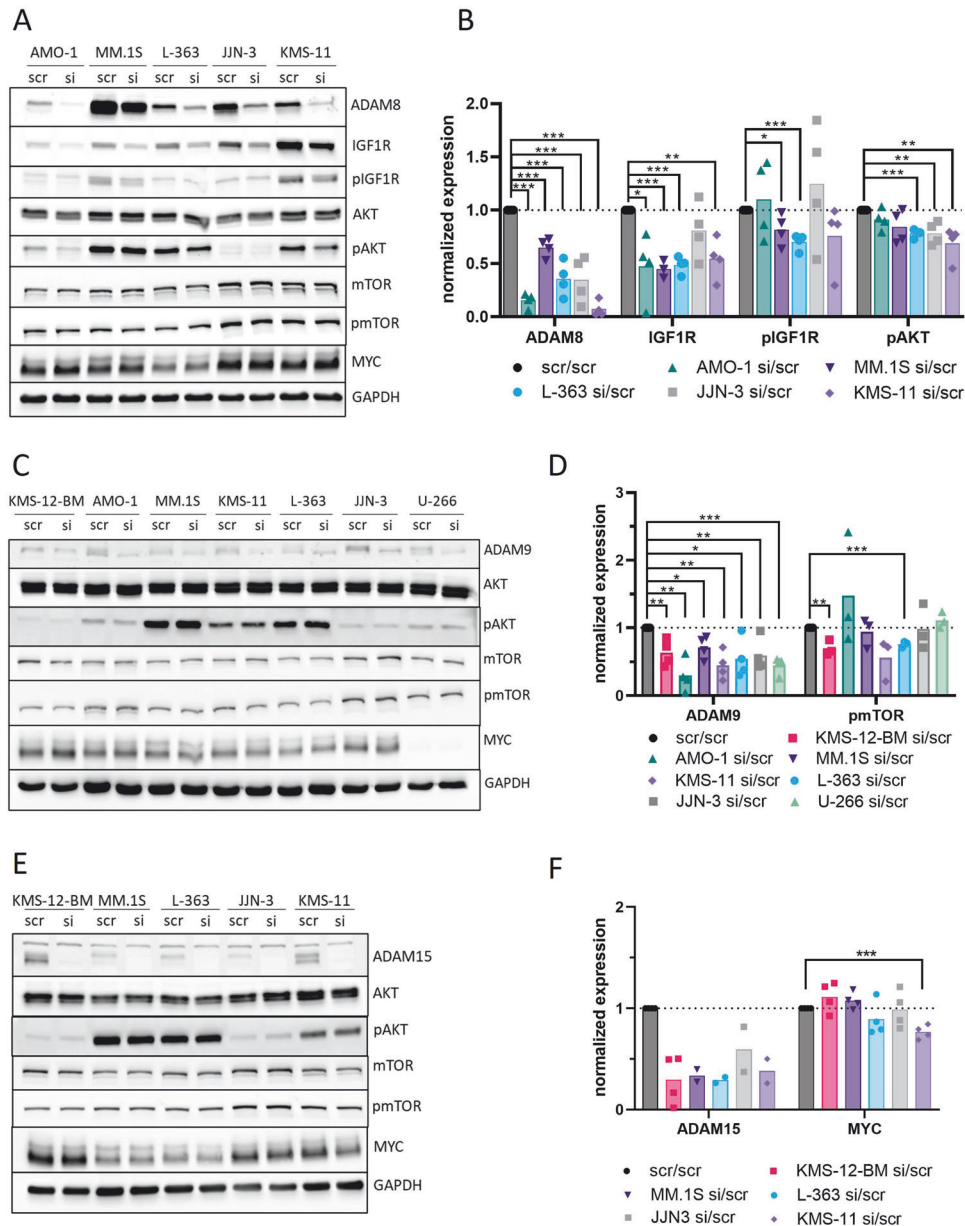 A
AMO-1 MM.1S L-363 JJN-3 KMS-11
scr si scr si scr si scr si scr si
ADAM8
IGF1R
pIGF1R
AKT
pAKT
mTOR
pmTOR
MYC
GAPDH
B
normalized expression
2.0
1.5
1.0
0.5
0.0
*** *** *** *** ***
* *** *** **
* ***
*** ** **
ADAM8 IGF1R pIGF1R pAKT
scr/scr AMO-1 si/scr MM.1S si/scr
L-363 si/scr JJN-3 si/scr KMS-11 si/scr
C
KMS-12-BM AMO-1 MM.1S KMS-11 L-363 JJN-3 U-266
scr si scr si scr si scr si scr si scr si scr si
ADAM9
AKT
pAKT
mTOR
pmTOR
MYC
GAPDH
D
normalized expression
3
2
1
0
** ** * ** * ** ***
** ***
ADAM9 pmTOR
scr/scr KMS-12-BM si/scr
AMO-1 si/scr MM.1S si/scr
KMS-11 si/scr L-363 si/scr
JJN-3 si/scr U-266 si/scr
E
KMS-12-BM MM.1S L-363 JJN-3 KMS-11
scr si scr si scr si scr si scr si
ADAM15
AKT
pAKT
mTOR
pmTOR
MYC
GAPDH
F
normalized expression
2
1
0
***
ADAM15 MYC
scr/scr KMS-12-BM si/scr
MM.1S si/scr L-363 si/scr
JJN3 si/scr KMS-11 si/scr